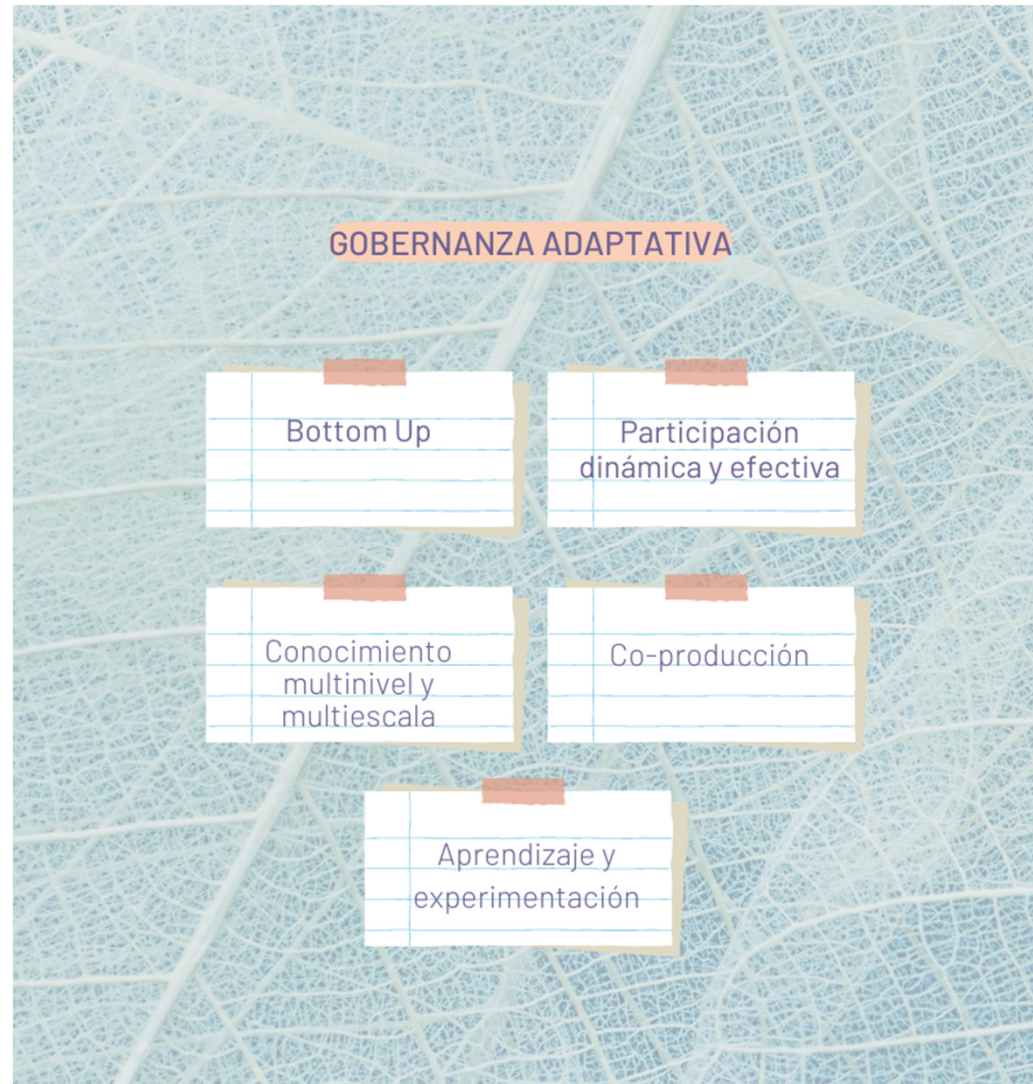 GOBERNANZA ADAPTATIVA
Bottom Up
Participación
dinámica y efectiva
Conocimiento
multinivel y
multiescala
Co-producción
Aprendizaje y
experimentación